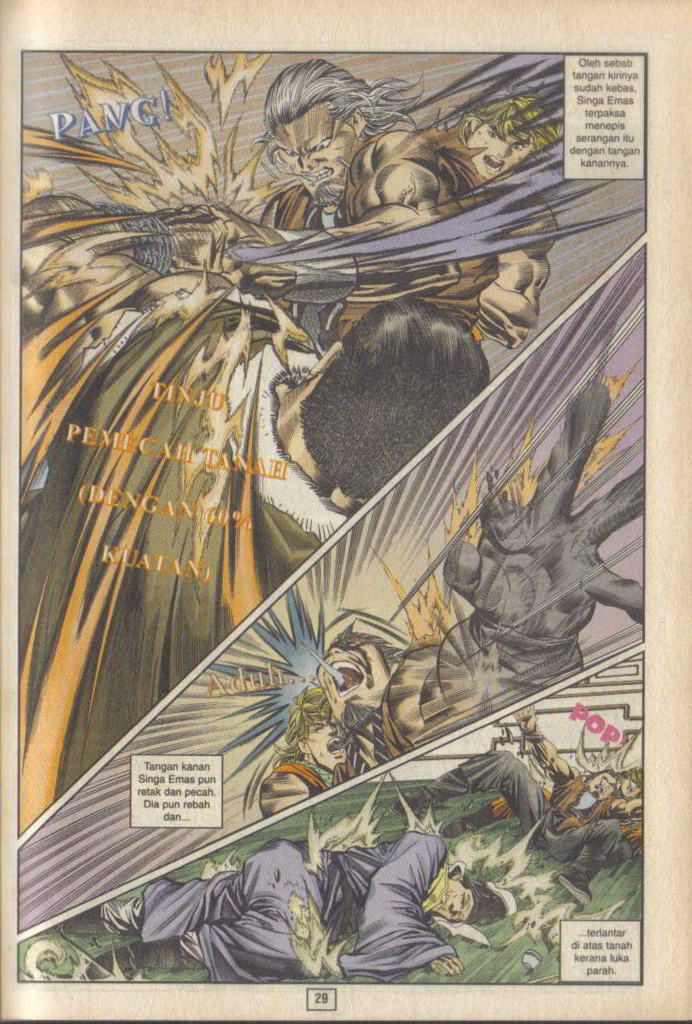 PANG!
Oleh sebab
tangan kirinya
sudah kebas,
Singa Emas
terpaksa
menepis
serangan itu
dengan tangan
kanannya.
TINJU
PEMECAH TANAH
(DENGAN 60%
KUATAN)
Aduh...
Tangan kanan
Singa Emas pun
retak dan pecah.
Dia pun rebah
dan...
POP!
...terlantar
di atas tanah
kerana luka
parah.
29